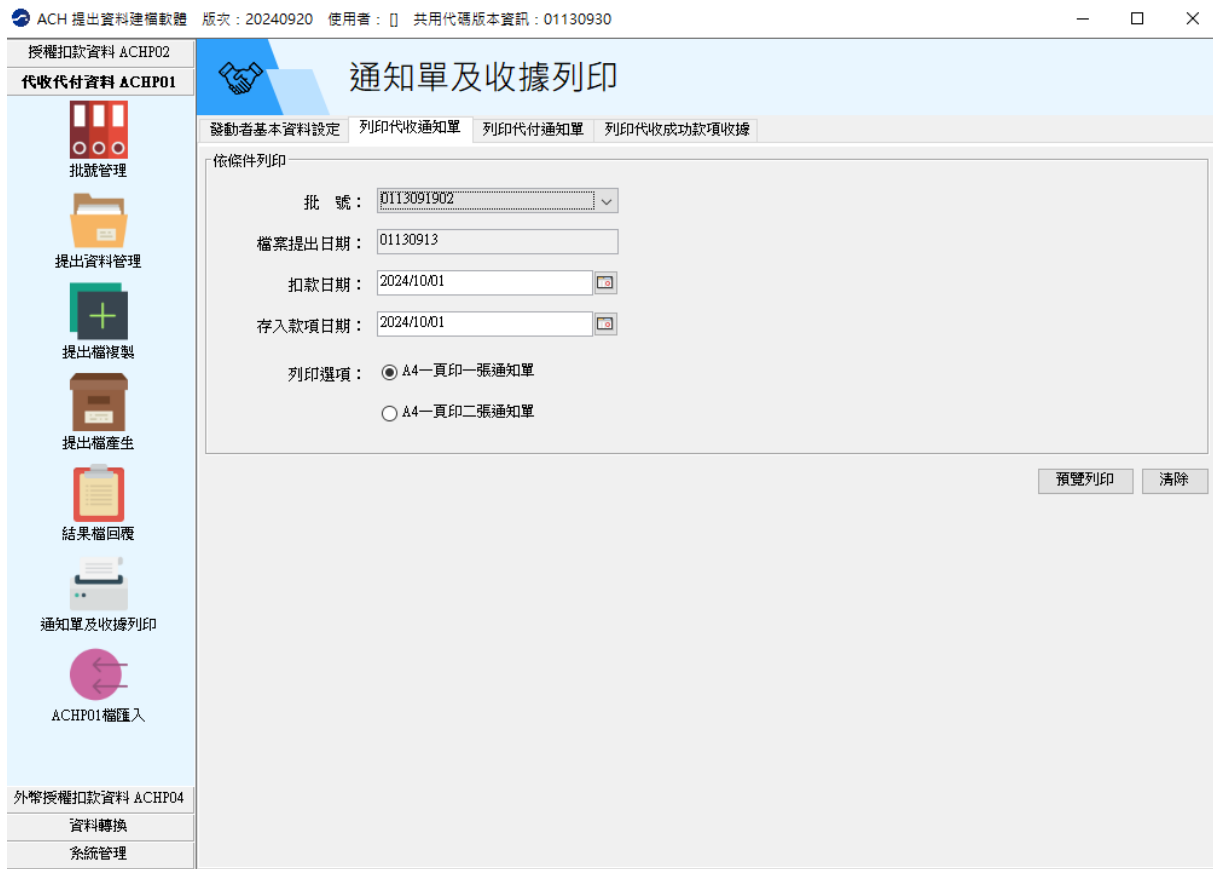 ACH 提出資料建檔軟體 版次：20240920 使用者： [] 共用代碼版本資訊：01130930
授權扣款資料 ACHP02
代收代付資料 ACHP01
批號管理
提出資料管理
提出檔複製
提出檔產生
結果檔回覆
通知單及收據列印
ACHP01檔匯入
外幣授權扣款資料 ACHP04
資料轉換
系統管理
通知單及收據列印
發動者基本資料設定 列印代收通知單 列印代付通知單 列印代收成功款項收據
依條件列印
批 號： 0113091902
檔案提出日期： 01130913
扣款日期： 2024/10/01
存入款項日期： 2024/10/01
列印選項： A4一頁印一張通知單
A4一頁印二張通知單
預覽列印 清除